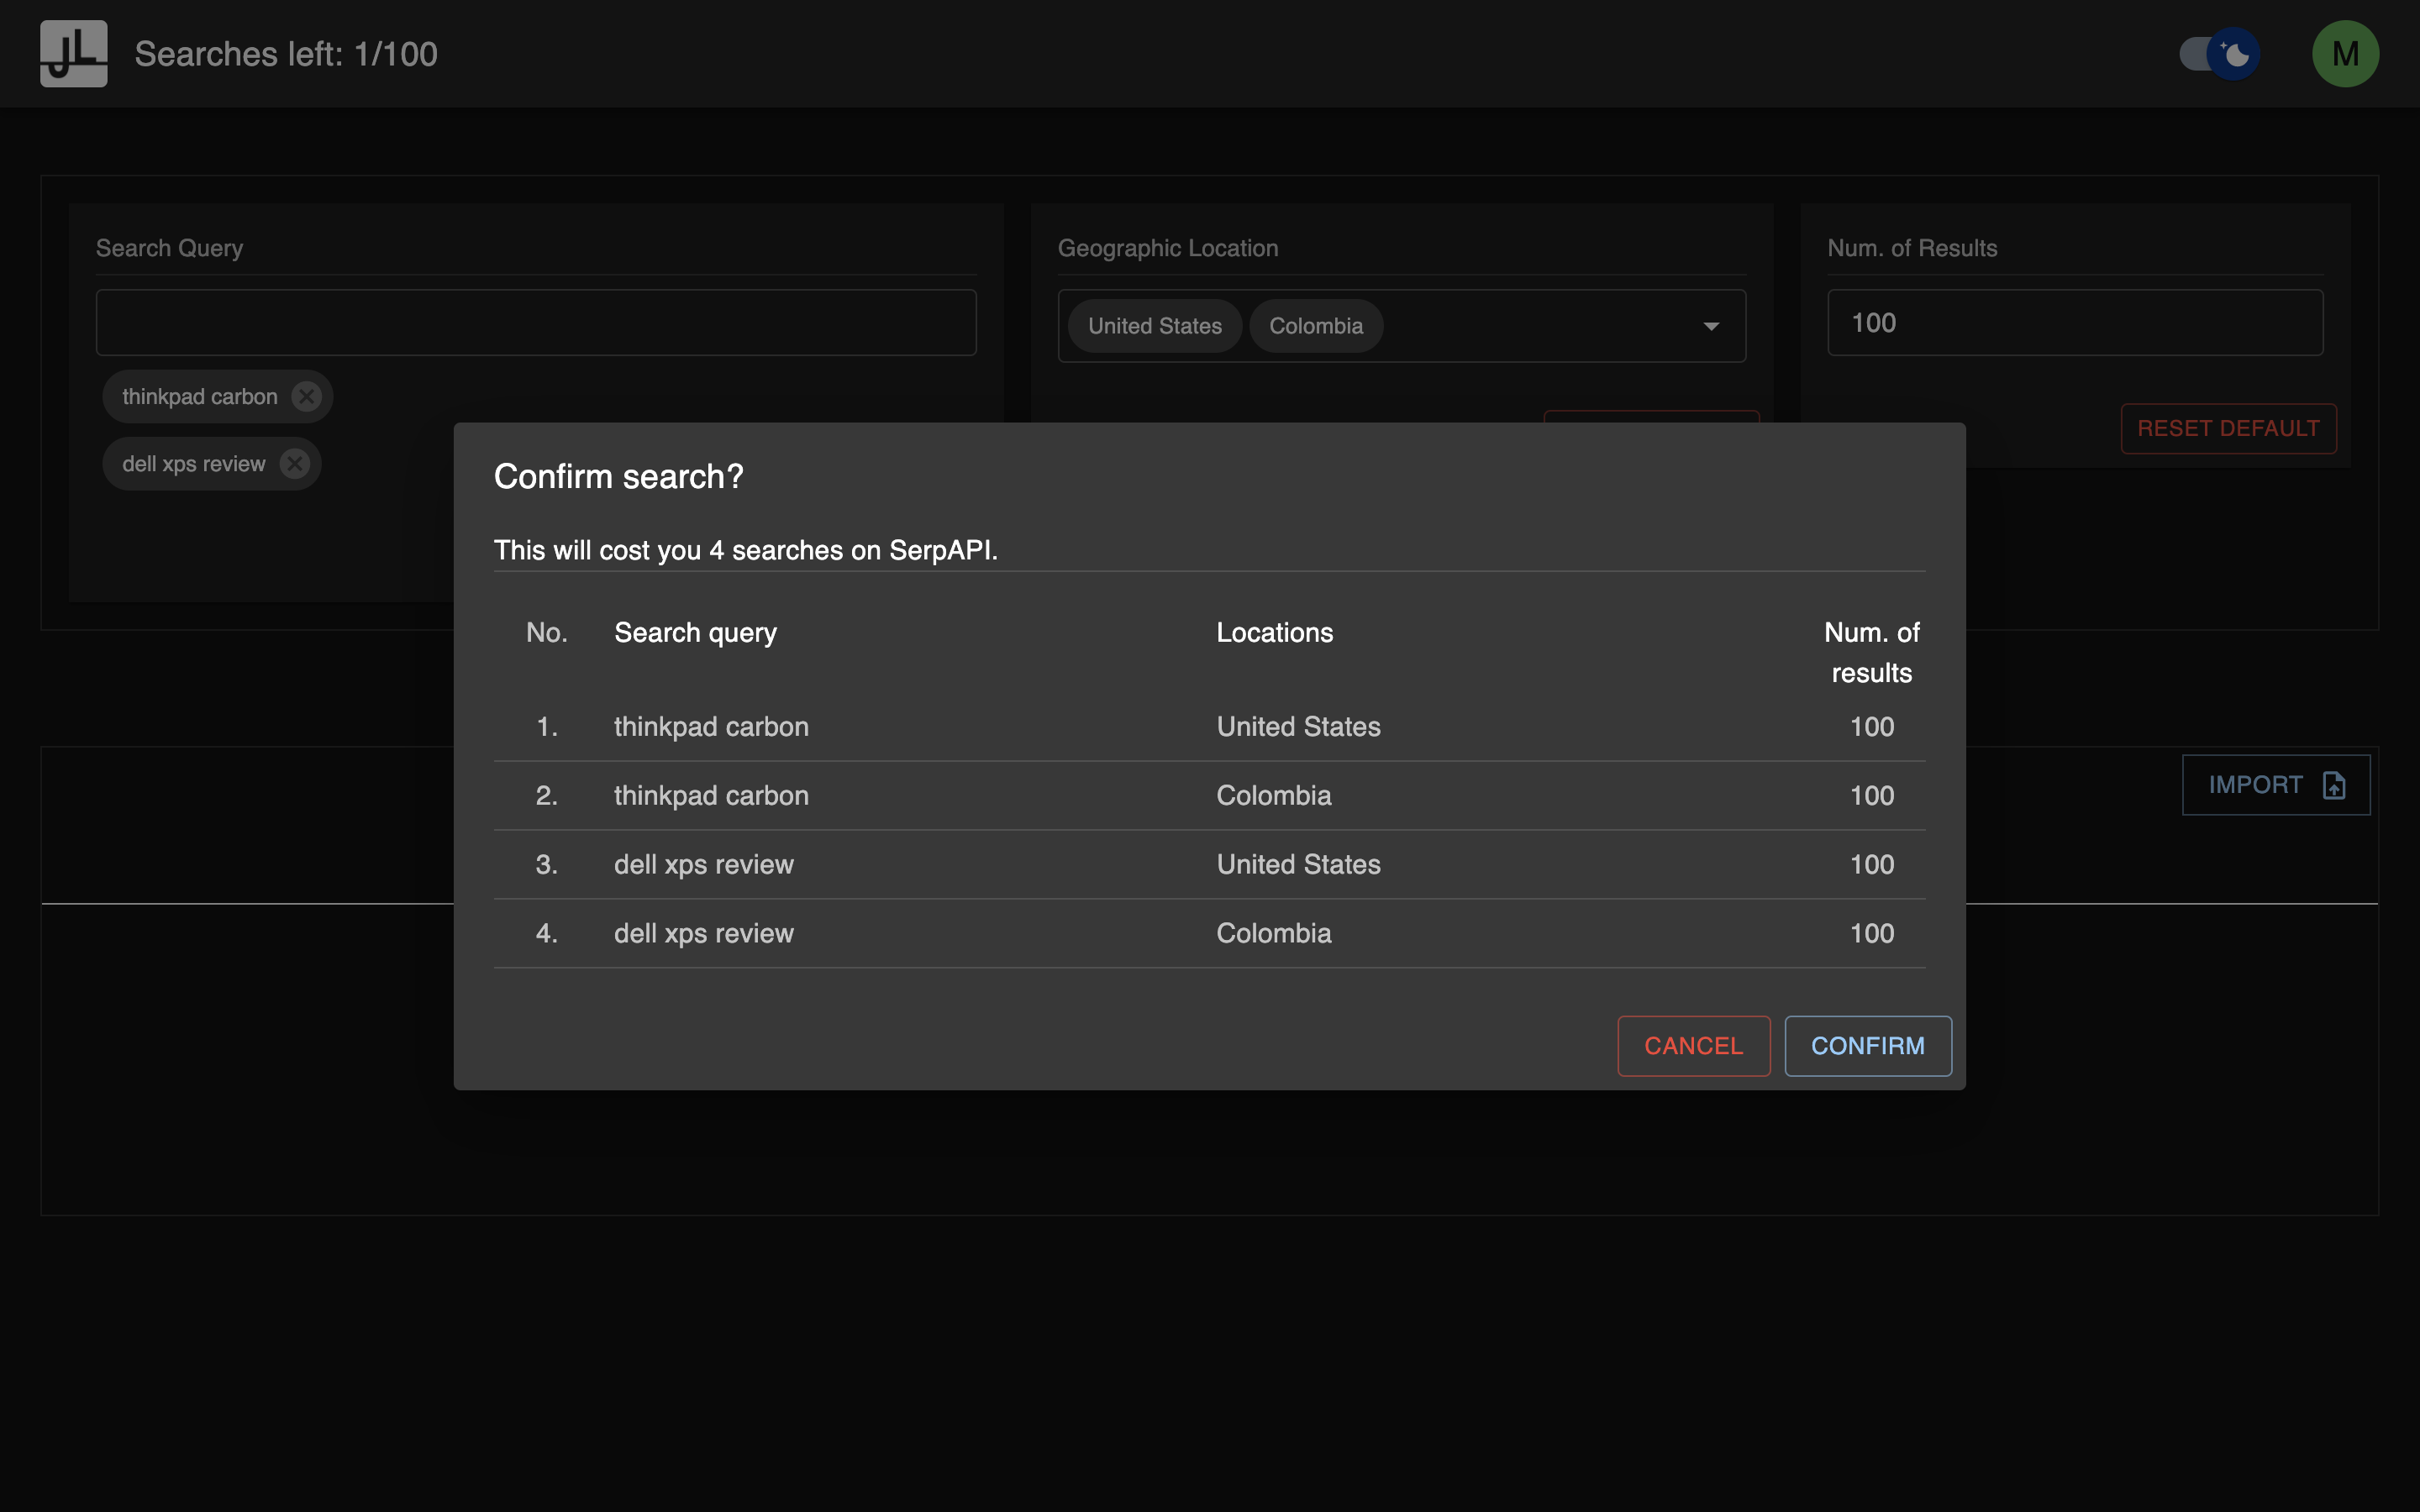 JL
Searches left: 1/100
M
Search Query
Geographic Location
Num. of Results
United States
Colombia
100
thinkpad carbon
dell xps review
RESET DEFAULT
Confirm search?
This will cost you 4 searches on SerpAPI.
No. Search query Locations Num. of
results
1. thinkpad carbon United States 100
2. thinkpad carbon Colombia 100
3. dell xps review United States 100
4. dell xps review Colombia 100
IMPORT
CANCEL CONFIRM